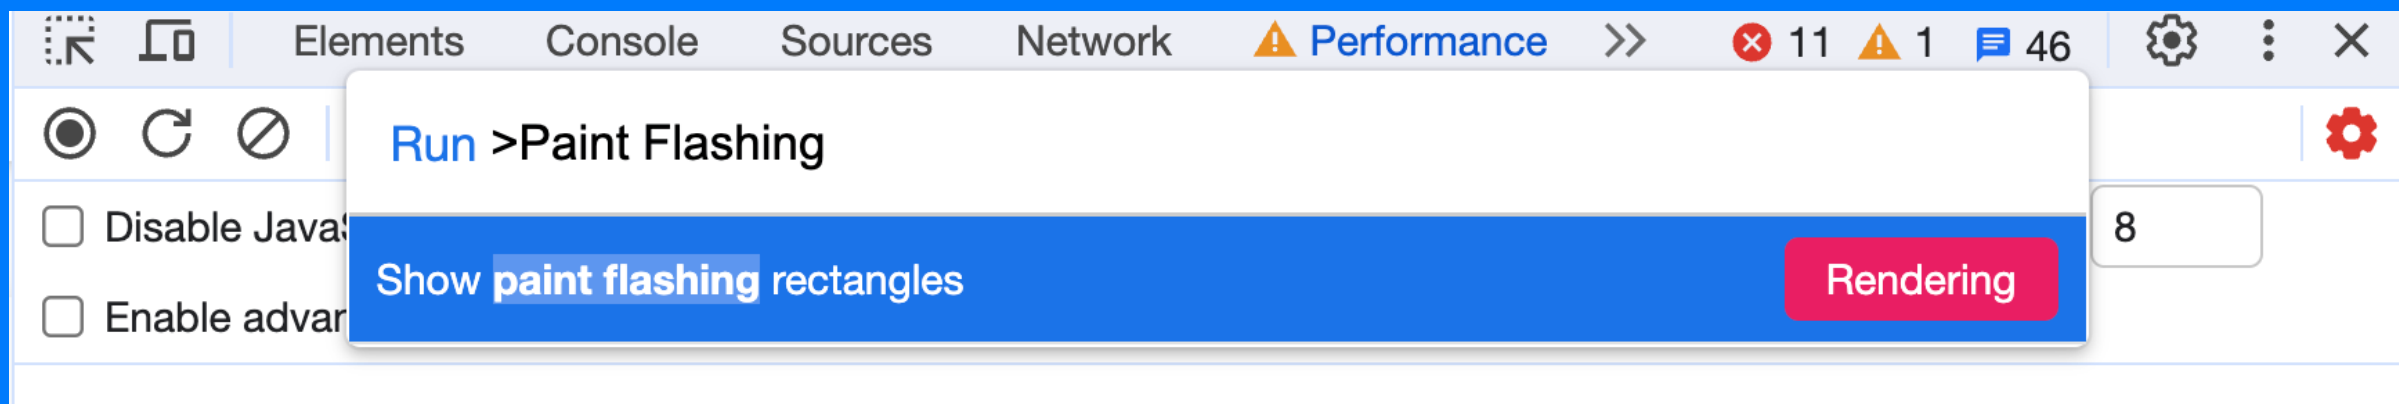 Elements Console Sources Network Performance 11 1 46
Run >Paint Flashing
Disable Java 8
Show paint flashing rectangles Rendering
Enable advan